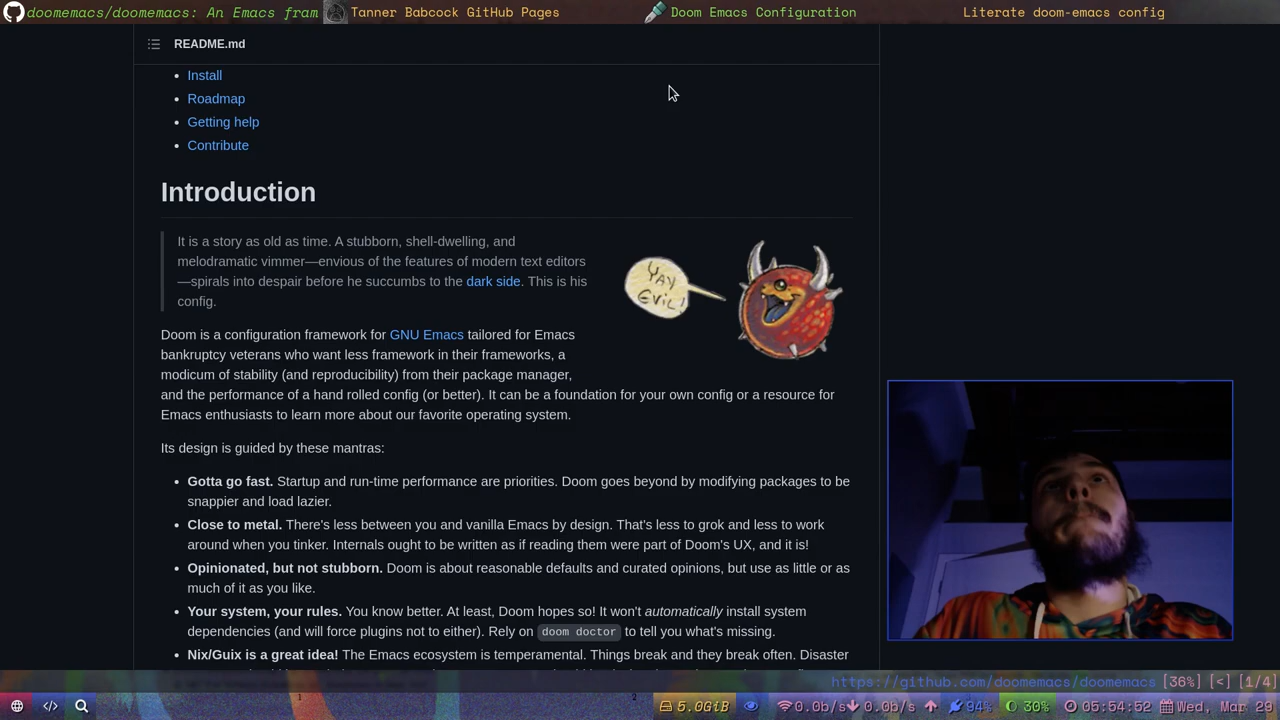 doomemacs/doomemacs: An Emacs fram
Tanner Babcock GitHub Pages
Doom Emacs Configuration
Literate doom-emacs config
README.md
Install
Roadmap
Getting help
Contribute
Introduction
It is a story as old as time. A stubborn, shell-dwelling, and
melodramatic vimmer—envious of the features of modern text editors
—spirals into despair before he succumbs to the dark side. This is his
config.
YAY
EVIL!
Doom is a configuration framework for GNU Emacs tailored for Emacs
bankruptcy veterans who want less framework in their frameworks, a
modicum of stability (and reproducibility) from their package manager,
and the performance of a hand rolled config (or better). It can be a foundation for your own config or a resource for
Emacs enthusiasts to learn more about our favorite operating system.
Its design is guided by these mantras:
Gotta go fast. Startup and run-time performance are priorities. Doom goes beyond by modifying packages to be
snappier and load lazier.
Close to metal. There's less between you and vanilla Emacs by design. That's less to grok and less to work
around when you tinker. Internals ought to be written as if reading them were part of Doom's UX, and it is!
Opinionated, but not stubborn. Doom is about reasonable defaults and curated opinions, but use as little or as
much of it as you like.
Your system, your rules. You know better. At least, Doom hopes so! It won't automatically install system
dependencies (and will force plugins not to either). Rely on doom doctor to tell you what's missing.
Nix/Guix is a great idea! The Emacs ecosystem is temperamental. Things break and they break often. Disaster
https://github.com/doomemacs/doomemacs [36%] [<] [1/4]
1
2
5.0GiB
0.0b/s 0.0b/s
94%
30%
05:54:52
Wed, Mar 29